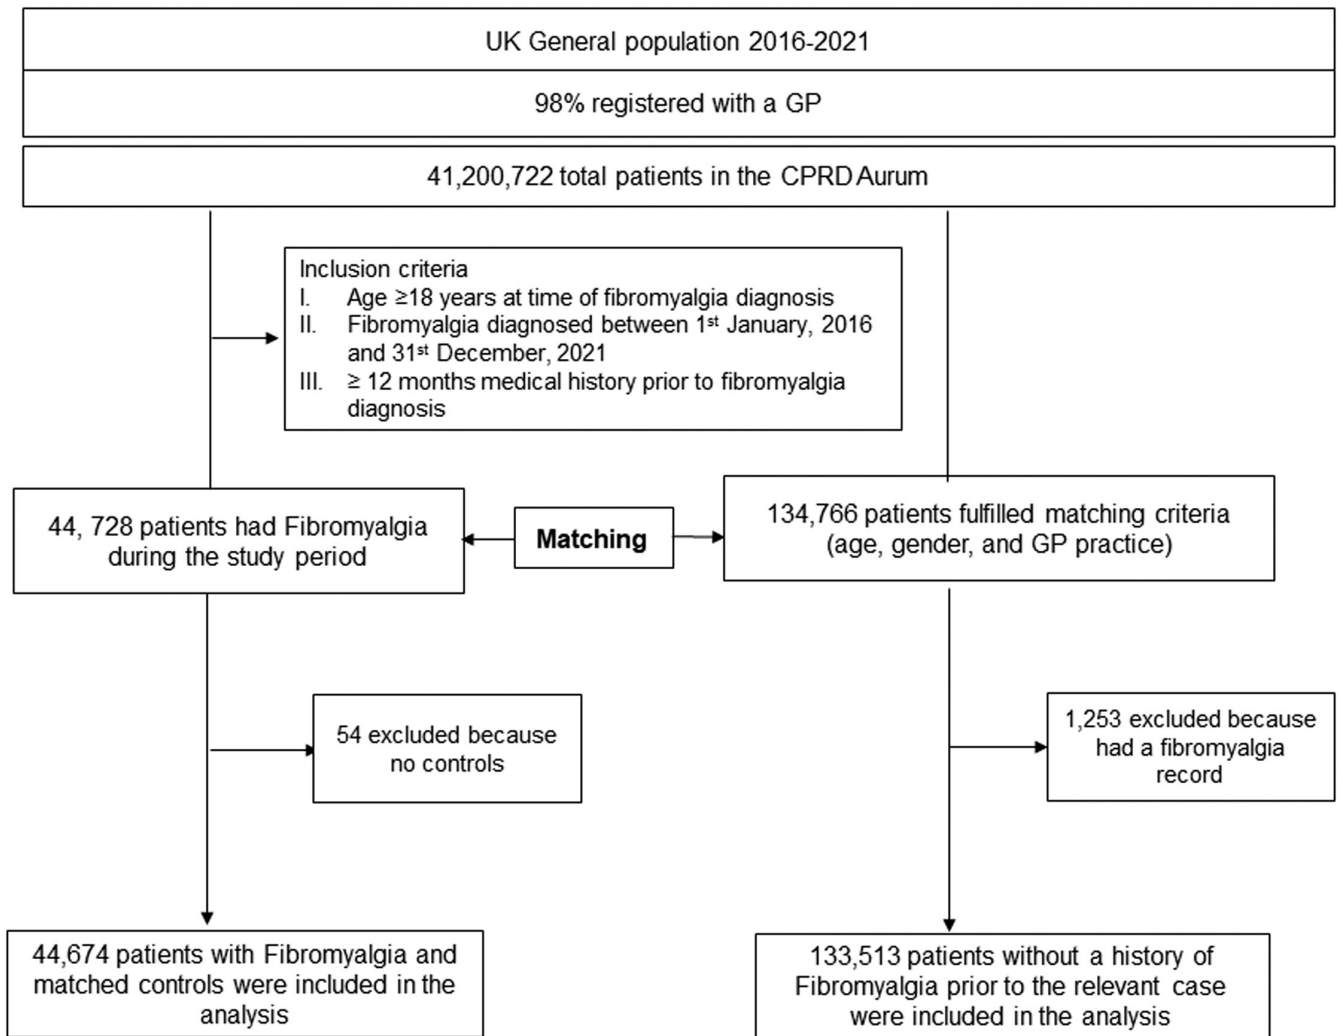 UK General population 2016-2021
98% registered with a GP
41,200,722 total patients in the CPRD Aurum
Inclusion criteria
I. Age ≥18 years at time of fibromyalgia diagnosis
II. Fibromyalgia diagnosed between 1st January, 2016
and 31st December, 2021
III. ≥ 12 months medical history prior to fibromyalgia
diagnosis
44, 728 patients had Fibromyalgia
during the study period
Matching
134,766 patients fulfilled matching criteria
(age, gender, and GP practice)
54 excluded because
no controls
1,253 excluded because
had a fibromyalgia
record
44,674 patients with Fibromyalgia and
matched controls were included in the
analysis
133,513 patients without a history of
Fibromyalgia prior to the relevant case
were included in the analysis